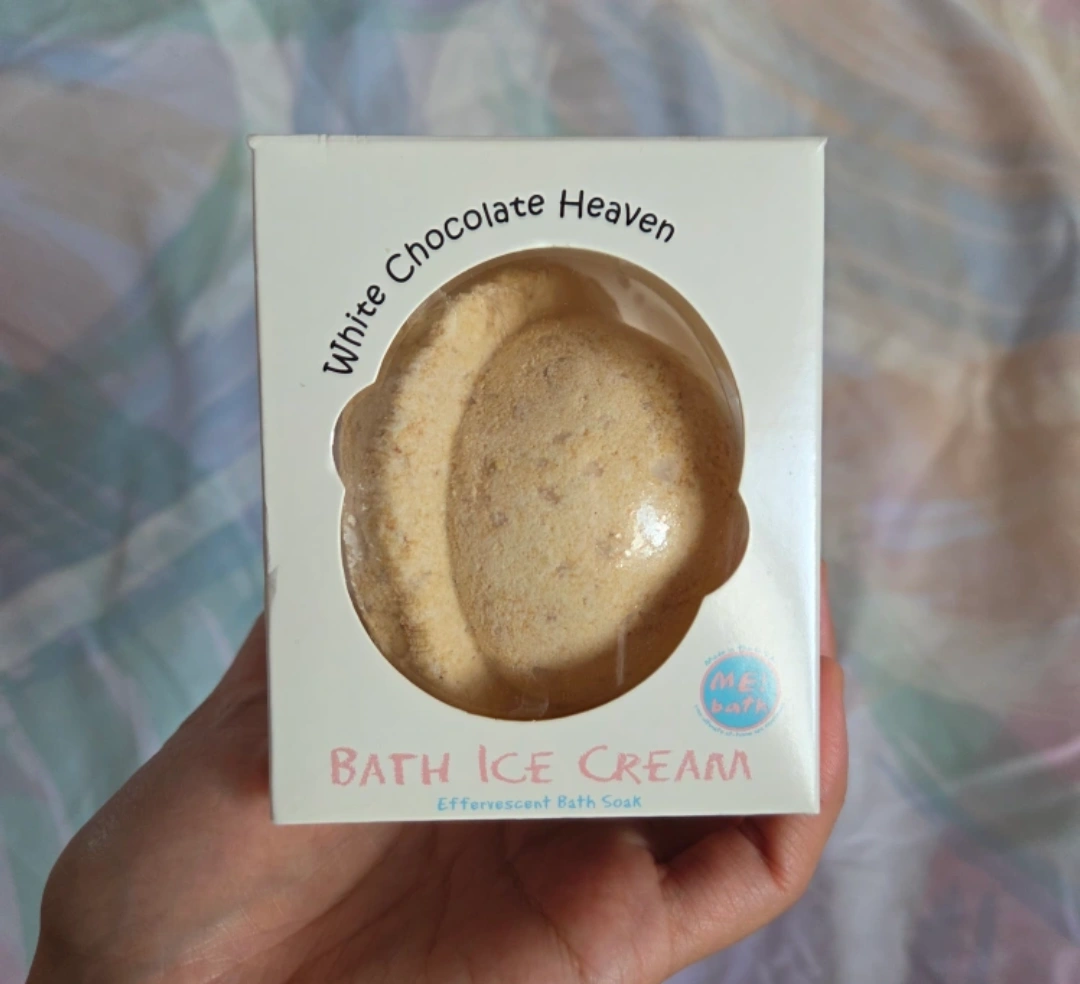 White Chocolate Heaven
ME!
bath
BATH ICE CREAM
Effervescent Bath Soak